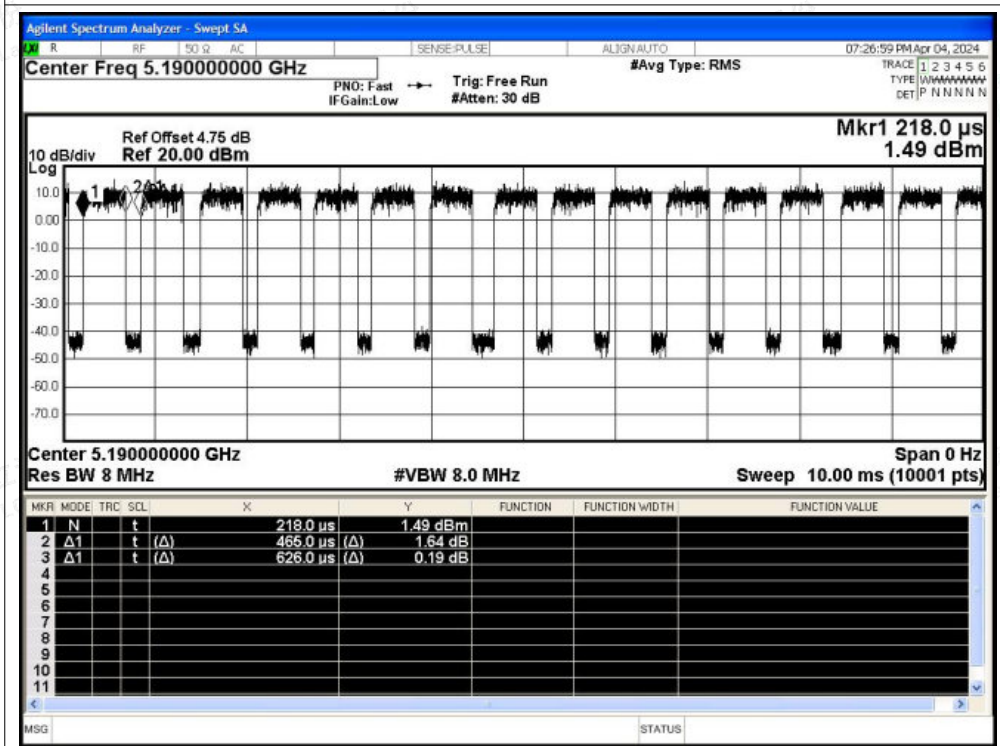 Agilent Spectrum Analyzer - Swept SA
LXI R RF 50 Ω AC SENSE:PULSE ALIGN AUTO 07:26:59 PM Apr 04, 2024
Center Freq 5.190000000 GHz #Avg Type: RMS TRACE 1 2 3 4 5 6
PNO: Fast Trig: Free Run TYPE WWWWWW
IFGain:Low #Atten: 30 dB DET P N N N N N
Mkr1 218.0 µs
Ref Offset 4.75 dB
10 dB/div Ref 20.00 dBm 1.49 dBm
Log
10.0
0.00
-10.0
-20.0
-30.0
-40.0
-50.0
-60.0
-70.0
1
Center 5.190000000 GHz Span 0 Hz
Res BW 8 MHz #VBW 8.0 MHz Sweep 10.00 ms (10001 pts)
MKR MODE TRC SCL X Y FUNCTION FUNCTION WIDTH FUNCTION VALUE
1 N t 218.0 µs 1.49 dBm
2 Δ1 t (Δ) 465.0 µs (Δ) 1.64 dB
3 Δ1 t (Δ) 626.0 µs (Δ) 0.19 dB
4
5
6
7
8
9
10
11
MSG STATUS